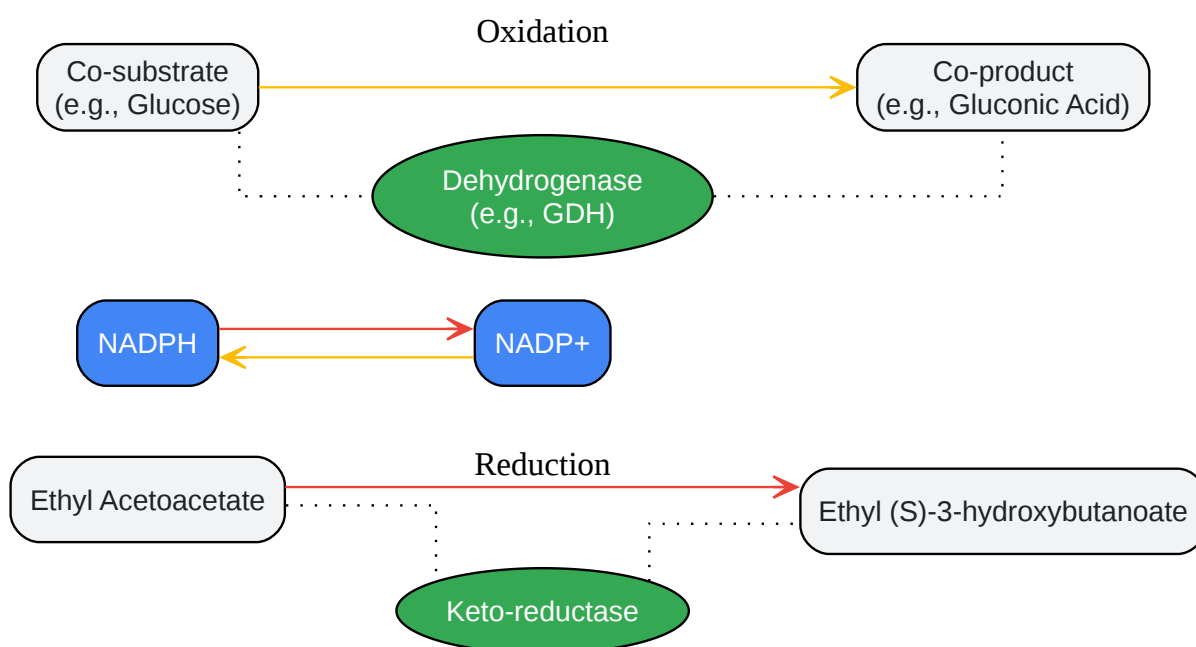 Oxidation
Co-substrate
(e.g., Glucose)
Co-product
(e.g., Gluconic Acid)
Dehydrogenase
(e.g., GDH)
NADPH
NADP+
Reduction
Ethyl Acetoacetate
Ethyl (S)-3-hydroxybutanoate
Keto-reductase